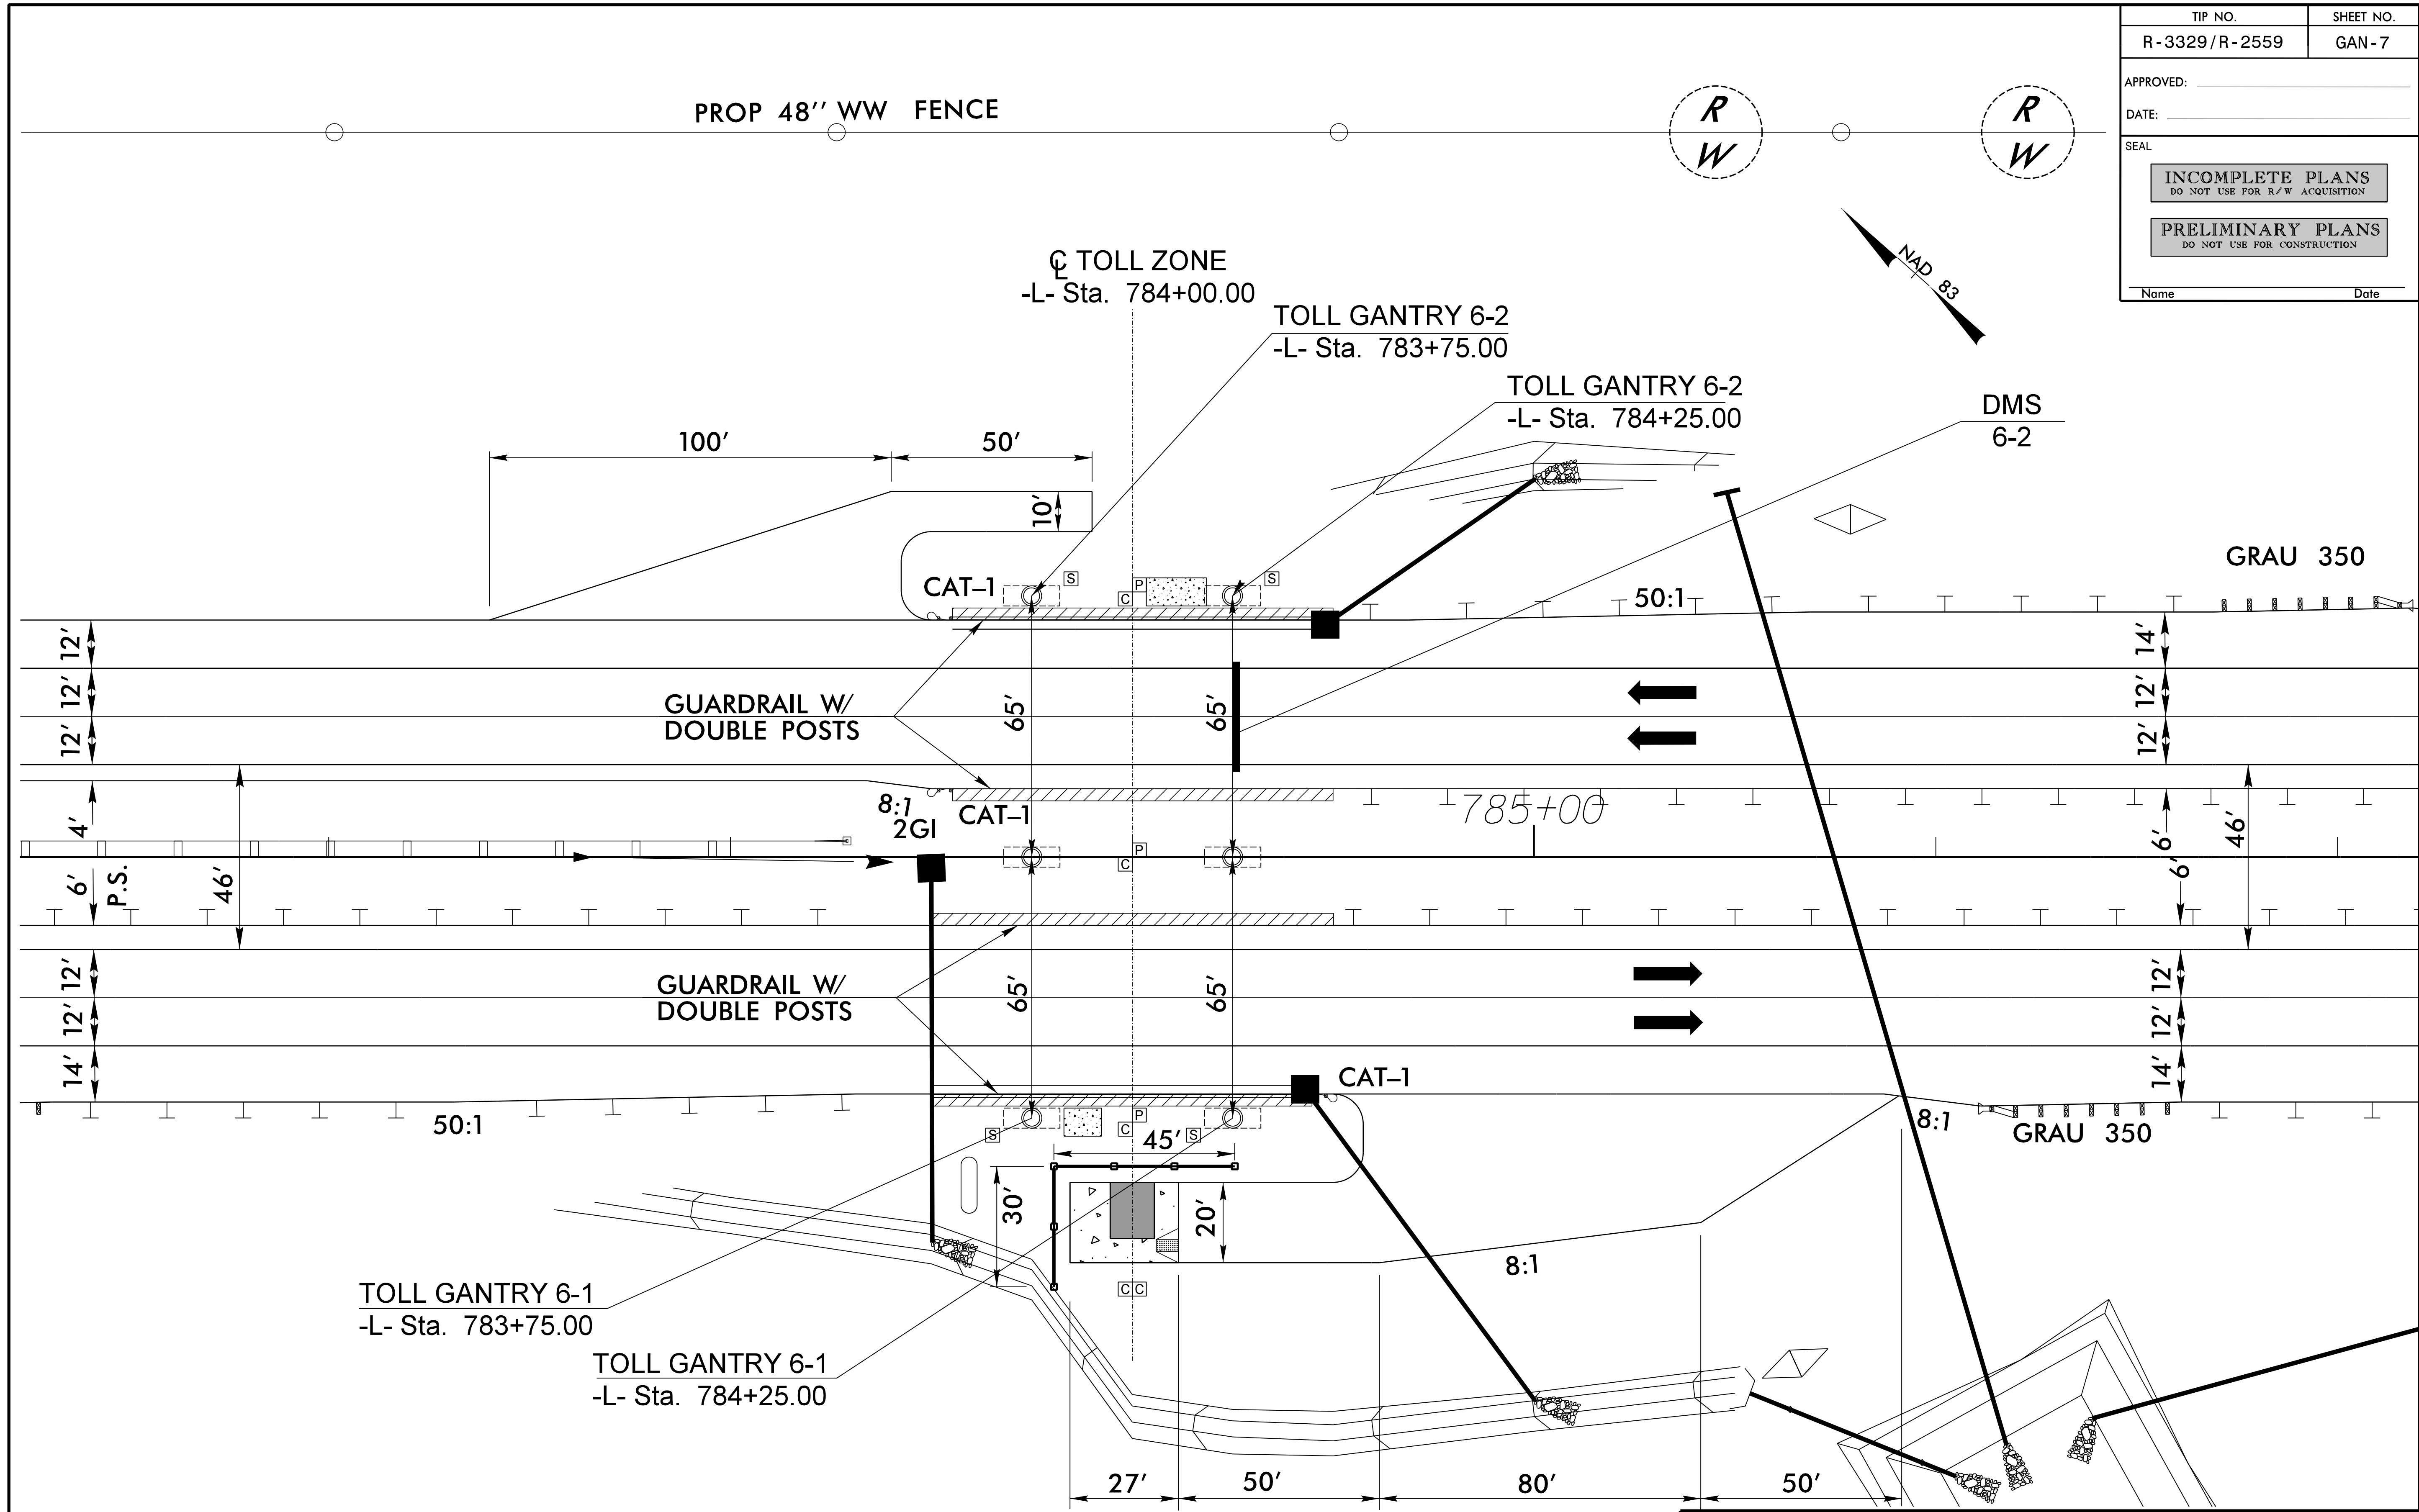 TIP NO. SHEET NO.
R-3329/R-2559 GAN-7
APPROVED:
DATE:
SEAL
INCOMPLETE PLANS
DO NOT USE FOR R/W ACQUISITION
PRELIMINARY PLANS
DO NOT USE FOR CONSTRUCTION
Name Date
PROP 48'' WW FENCE
R
W
R
W
NAD 83
℄ TOLL ZONE
-L- Sta. 784+00.00
TOLL GANTRY 6-2
-L- Sta. 783+75.00
TOLL GANTRY 6-2
-L- Sta. 784+25.00
DMS
6-2
100'
50'
10'
CAT-1
S
P
C
S
50:1
GRAU 350
12'
12'
12'
14'
12'
12'
GUARDRAIL W/
DOUBLE POSTS
65'
65'
8:1
2GI
CAT-1
785+00
4'
46'
6'
P.S.
P
C
6'
6'
46'
12'
12'
14'
GUARDRAIL W/
DOUBLE POSTS
65'
65'
12'
12'
14'
CAT-1
50:1
S
P
C
S
45'
8:1
GRAU 350
30'
20'
8:1
C C
TOLL GANTRY 6-1
-L- Sta. 783+75.00
TOLL GANTRY 6-1
-L- Sta. 784+25.00
27'
50'
80'
50'